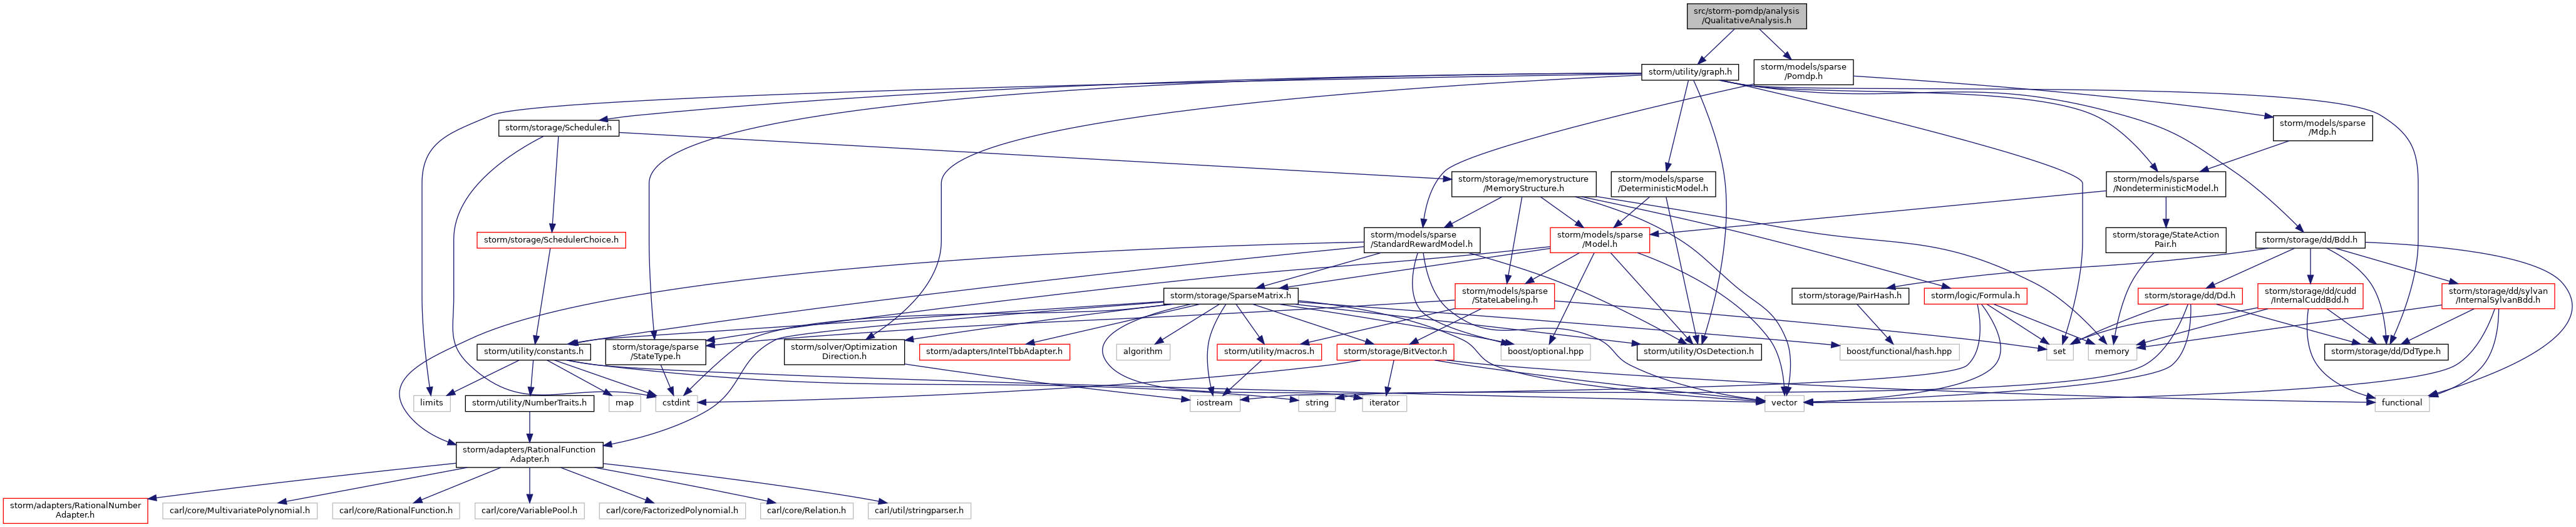 src/storm-pomdp/analysis
/QualitativeAnalysis.h
storm/utility/graph.h
storm/models/sparse
/Pomdp.h
storm/storage/Scheduler.h
storm/models/sparse
/Mdp.h
storm/storage/memorystructure
/MemoryStructure.h
storm/models/sparse
/DeterministicModel.h
storm/models/sparse
/NondeterministicModel.h
storm/storage/SchedulerChoice.h
storm/models/sparse
/StandardRewardModel.h
storm/models/sparse
/Model.h
storm/storage/StateAction
Pair.h
storm/storage/dd/Bdd.h
storm/storage/SparseMatrix.h
storm/models/sparse
/StateLabeling.h
storm/storage/PairHash.h
storm/logic/Formula.h
storm/storage/dd/Dd.h
storm/storage/dd/cudd
/InternalCuddBdd.h
storm/storage/dd/sylvan
/InternalSylvanBdd.h
storm/utility/constants.h
storm/storage/sparse
/StateType.h
storm/solver/Optimization
Direction.h
storm/adapters/IntelTbbAdapter.h
algorithm
storm/utility/macros.h
storm/storage/BitVector.h
boost/optional.hpp
storm/utility/OsDetection.h
boost/functional/hash.hpp
set
memory
storm/storage/dd/DdType.h
limits
storm/utility/NumberTraits.h
map
cstdint
iostream
string
iterator
vector
functional
storm/adapters/RationalFunction
Adapter.h
storm/adapters/RationalNumber
Adapter.h
carl/core/MultivariatePolynomial.h
carl/core/RationalFunction.h
carl/core/VariablePool.h
carl/core/FactorizedPolynomial.h
carl/core/Relation.h
carl/util/stringparser.h